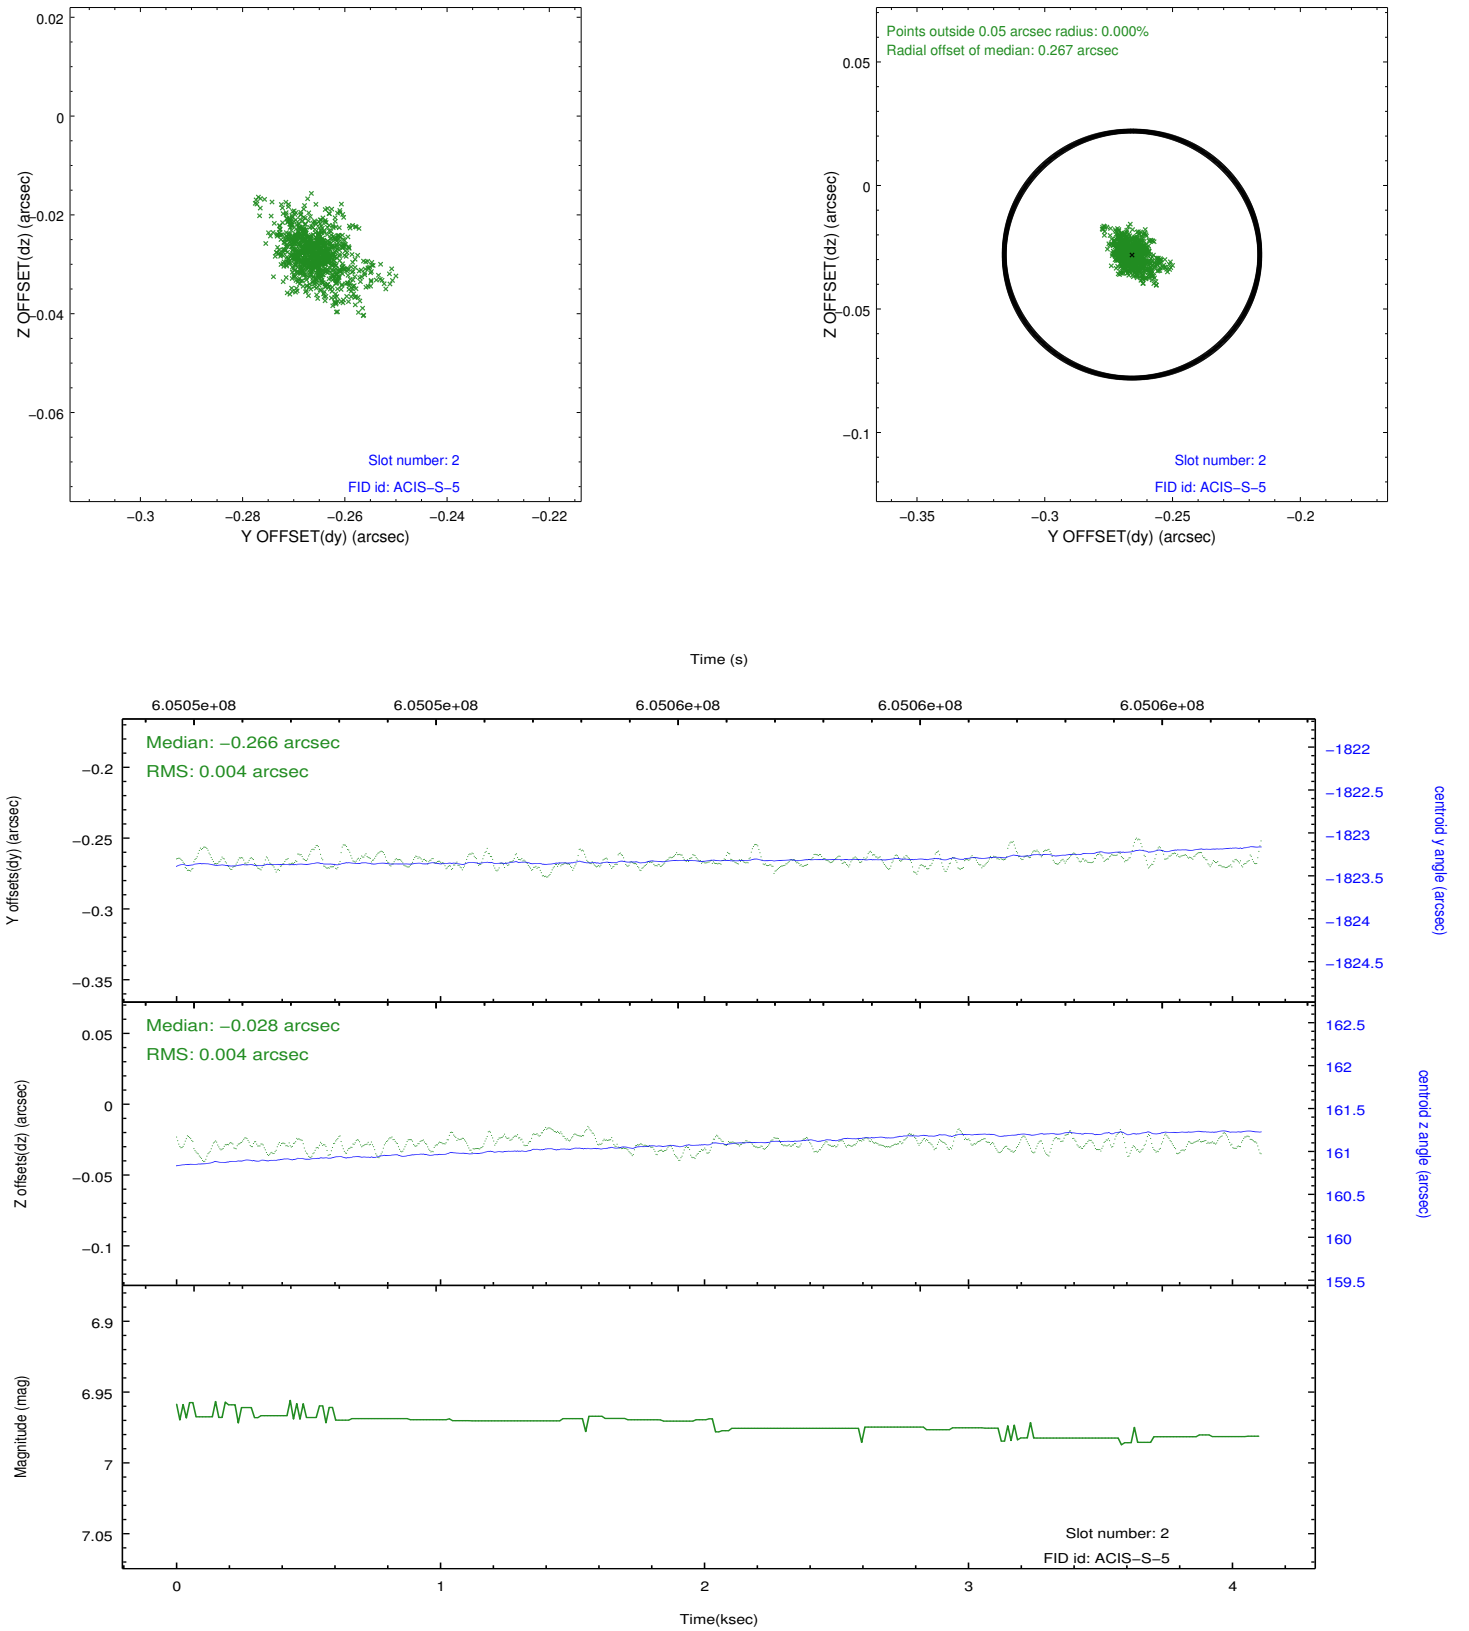 0.02
0
−0.02
−0.04
−0.06
Z OFFSET(dz) (arcsec)
Slot number: 2
FID id: ACIS−S−5
−0.3 −0.28 −0.26 −0.24 −0.22
Y OFFSET(dy) (arcsec)
Points outside 0.05 arcsec radius: 0.000%
Radial offset of median: 0.267 arcsec
0.05
0
−0.05
−0.1
Z OFFSET(dz) (arcsec)
Slot number: 2
FID id: ACIS−S−5
−0.35 −0.3 −0.25 −0.2
Y OFFSET(dy) (arcsec)
Time (s)
6.0505e+08 6.0505e+08 6.0506e+08 6.0506e+08 6.0506e+08
Median: −0.266 arcsec
RMS: 0.004 arcsec
−0.2
−0.25
−0.3
−0.35
Y offsets(dy) (arcsec)
−1822
−1822.5
−1823
−1823.5
−1824
−1824.5
centroid y angle (arcsec)
Median: −0.028 arcsec
RMS: 0.004 arcsec
0.05
0
−0.05
−0.1
Z offsets(dz) (arcsec)
162.5
162
161.5
161
160.5
160
159.5
centroid z angle (arcsec)
6.9
6.95
7
7.05
Magnitude (mag)
Slot number: 2
FID id: ACIS−S−5
0 1 2 3 4
Time(ksec)